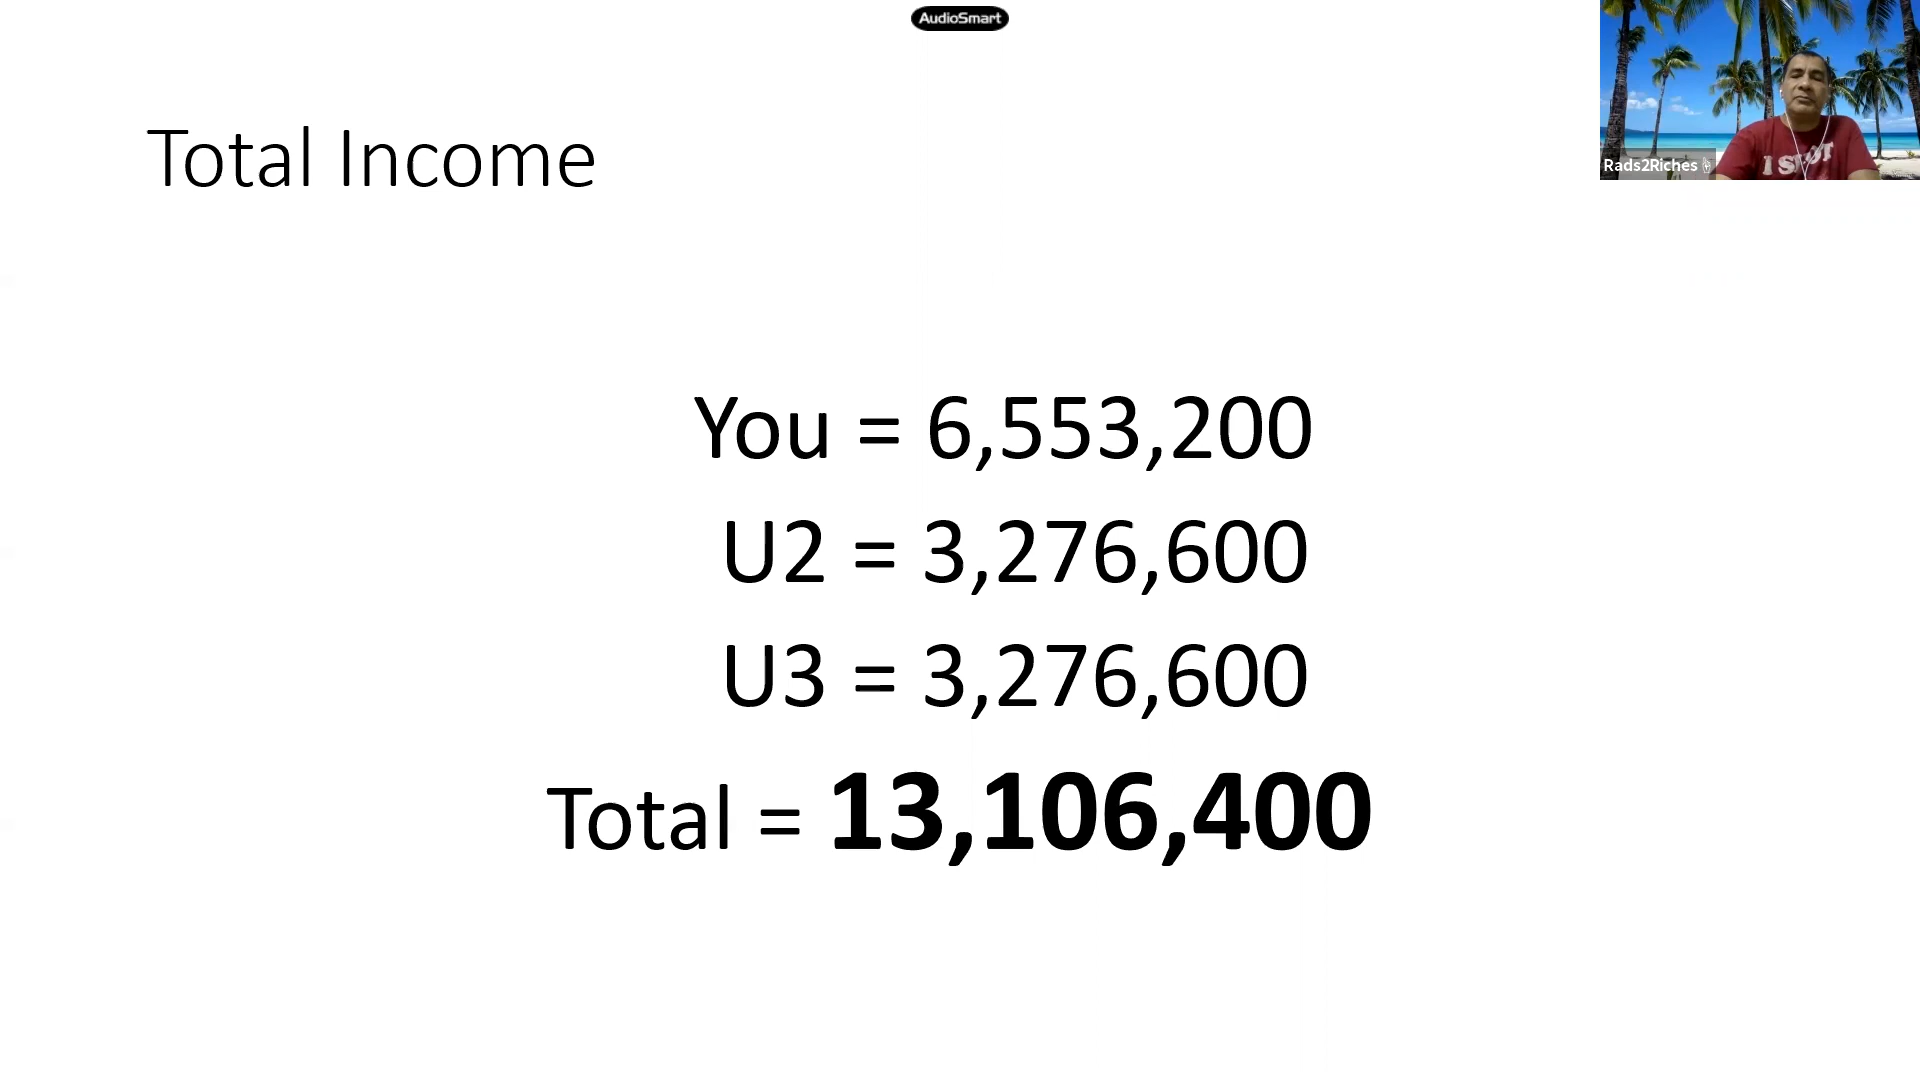 AudioSmart
Total Income
Rads2Riches
You = 6,553,200
U2 = 3,276,600
U3 = 3,276,600
Total = 13,106,400